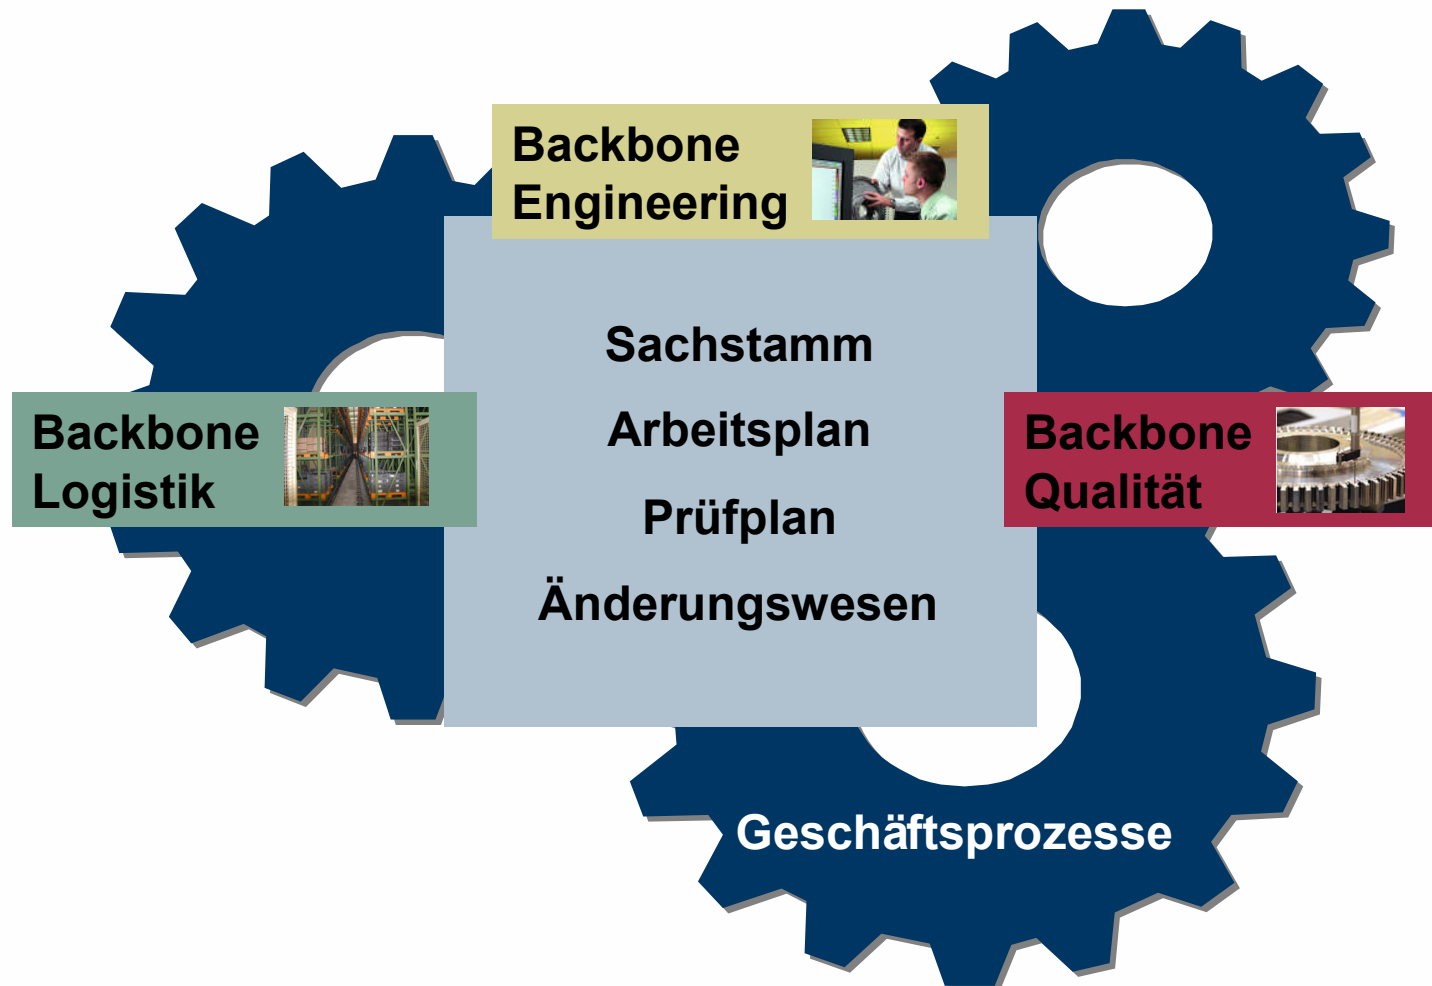 Backbone
Engineering
Sachstamm
Arbeitsplan
Prüfplan
Änderungswesen
Backbone
Logistik
Backbone
Qualität
Geschäftsprozesse